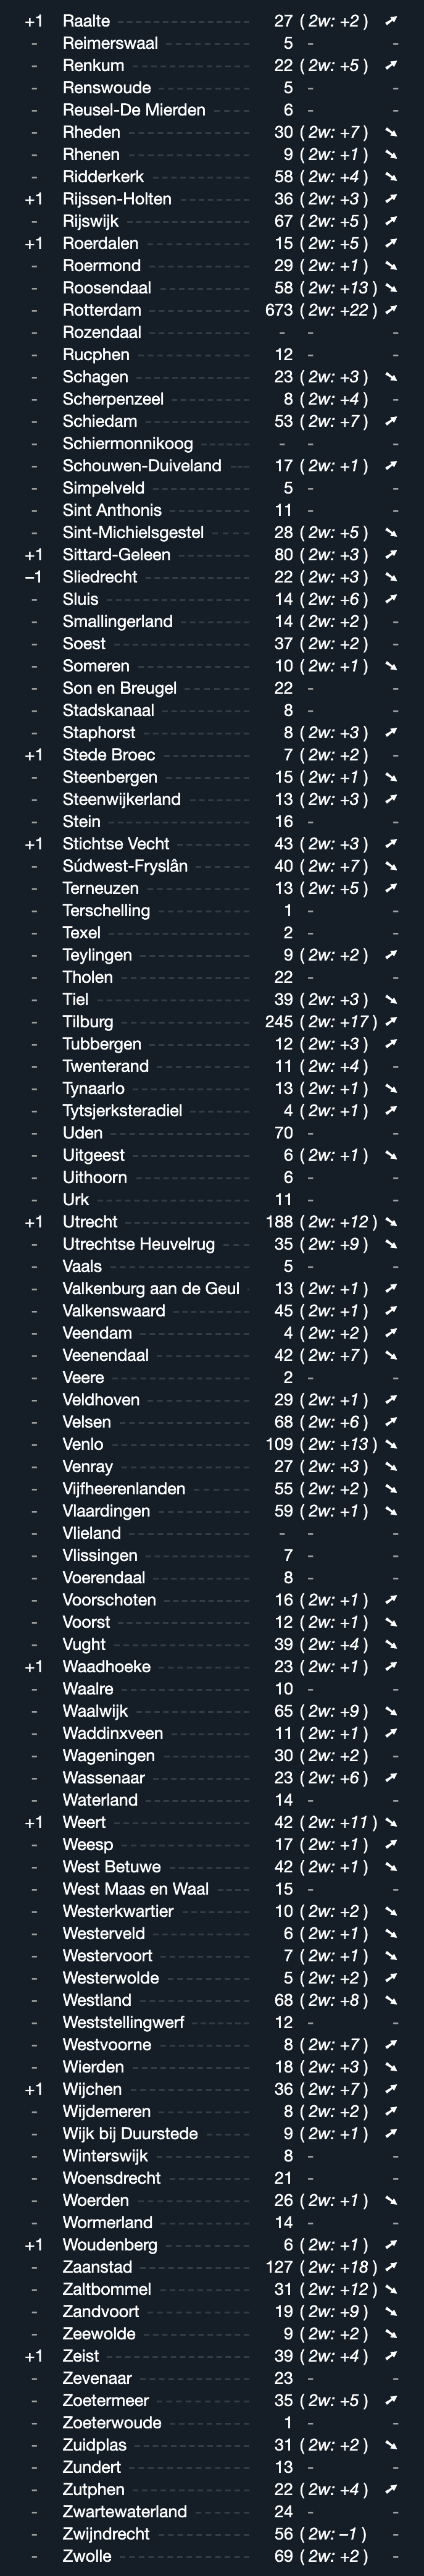 +1 Raalte 27 ( 2w: +2 ) ➚
- Reimerswaal 5 - -
- Renkum 22 ( 2w: +5 ) ➚
- Renswoude 5 - -
- Reusel-De Mierden 6 - -
- Rheden 30 ( 2w: +7 ) ➘
- Rhenen 9 ( 2w: +1 ) ➘
- Ridderkerk 58 ( 2w: +4 ) ➘
+1 Rijssen-Holten 36 ( 2w: +3 ) ➚
- Rijswijk 67 ( 2w: +5 ) ➚
+1 Roerdalen 15 ( 2w: +5 ) ➚
- Roermond 29 ( 2w: +1 ) ➘
- Roosendaal 58 ( 2w: +13 ) ➘
- Rotterdam 673 ( 2w: +22 ) ➚
- Rozendaal - - -
- Rucphen 12 - -
- Schagen 23 ( 2w: +3 ) ➘
- Scherpenzeel 8 ( 2w: +4 ) -
- Schiedam 53 ( 2w: +7 ) ➚
- Schiermonnikoog - - -
- Schouwen-Duiveland 17 ( 2w: +1 ) ➚
- Simpelveld 5 - -
- Sint Anthonis 11 - -
- Sint-Michielsgestel 28 ( 2w: +5 ) ➘
+1 Sittard-Geleen 80 ( 2w: +3 ) ➚
–1 Sliedrecht 22 ( 2w: +3 ) ➘
- Sluis 14 ( 2w: +6 ) ➚
- Smallingerland 14 ( 2w: +2 ) -
- Soest 37 ( 2w: +2 ) -
- Someren 10 ( 2w: +1 ) ➘
- Son en Breugel 22 - -
- Stadskanaal 8 - -
- Staphorst 8 ( 2w: +3 ) ➚
+1 Stede Broec 7 ( 2w: +2 ) -
- Steenbergen 15 ( 2w: +1 ) ➘
- Steenwijkerland 13 ( 2w: +3 ) ➚
- Stein 16 - -
+1 Stichtse Vecht 43 ( 2w: +3 ) ➚
- Súdwest-Fryslân 40 ( 2w: +7 ) ➘
- Terneuzen 13 ( 2w: +5 ) ➚
- Terschelling 1 - -
- Texel 2 - -
- Teylingen 9 ( 2w: +2 ) ➚
- Tholen 22 - -
- Tiel 39 ( 2w: +3 ) ➘
- Tilburg 245 ( 2w: +17 ) ➚
- Tubbergen 12 ( 2w: +3 ) ➚
- Twenterand 11 ( 2w: +4 ) -
- Tynaarlo 13 ( 2w: +1 ) ➘
- Tytsjerksteradiel 4 ( 2w: +1 ) ➚
- Uden 70 - -
- Uitgeest 6 ( 2w: +1 ) ➘
- Uithoorn 6 - -
- Urk 11 - -
+1 Utrecht 188 ( 2w: +12 ) ➘
- Utrechtse Heuvelrug 35 ( 2w: +9 ) ➘
- Vaals 5 - -
- Valkenburg aan de Geul 13 ( 2w: +1 ) ➚
- Valkenswaard 45 ( 2w: +1 ) ➚
- Veendam 4 ( 2w: +2 ) ➚
- Veenendaal 42 ( 2w: +7 ) ➘
- Veere 2 - -
- Veldhoven 29 ( 2w: +1 ) ➚
- Velsen 68 ( 2w: +6 ) ➚
- Venlo 109 ( 2w: +13 ) ➘
- Venray 27 ( 2w: +3 ) ➘
- Vijfheerenlanden 55 ( 2w: +2 ) ➘
- Vlaardingen 59 ( 2w: +1 ) ➘
- Vlieland - - -
- Vlissingen 7 - -
- Voerendaal 8 - -
- Voorschoten 16 ( 2w: +1 ) ➚
- Voorst 12 ( 2w: +1 ) ➘
- Vught 39 ( 2w: +4 ) ➘
+1 Waadhoeke 23 ( 2w: +1 ) ➚
- Waalre 10 - -
- Waalwijk 65 ( 2w: +9 ) ➘
- Waddinxveen 11 ( 2w: +1 ) ➚
- Wageningen 30 ( 2w: +2 ) -
- Wassenaar 23 ( 2w: +6 ) ➚
- Waterland 14 - -
+1 Weert 42 ( 2w: +11 ) ➘
- Weesp 17 ( 2w: +1 ) ➚
- West Betuwe 42 ( 2w: +1 ) ➘
- West Maas en Waal 15 - -
- Westerkwartier 10 ( 2w: +2 ) ➘
- Westerveld 6 ( 2w: +1 ) ➘
- Westervoort 7 ( 2w: +1 ) ➘
- Westerwolde 5 ( 2w: +2 ) ➚
- Westland 68 ( 2w: +8 ) ➘
- Weststellingwerf 12 - -
- Westvoorne 8 ( 2w: +7 ) ➚
- Wierden 18 ( 2w: +3 ) ➘
+1 Wijchen 36 ( 2w: +7 ) ➚
- Wijdemeren 8 ( 2w: +2 ) ➚
- Wijk bij Duurstede 9 ( 2w: +1 ) ➚
- Winterswijk 8 - -
- Woensdrecht 21 - -
- Woerden 26 ( 2w: +1 ) ➘
- Wormerland 14 - -
+1 Woudenberg 6 ( 2w: +1 ) ➚
- Zaanstad 127 ( 2w: +18 ) ➚
- Zaltbommel 31 ( 2w: +12 ) ➘
- Zandvoort 19 ( 2w: +9 ) ➘
- Zeewolde 9 ( 2w: +2 ) ➘
+1 Zeist 39 ( 2w: +4 ) ➚
- Zevenaar 23 - -
- Zoetermeer 35 ( 2w: +5 ) ➚
- Zoeterwoude 1 - -
- Zuidplas 31 ( 2w: +2 ) ➘
- Zundert 13 - -
- Zutphen 22 ( 2w: +4 ) ➚
- Zwartewaterland 24 - -
- Zwijndrecht 56 ( 2w: –1 ) -
- Zwolle 69 ( 2w: +2 ) -